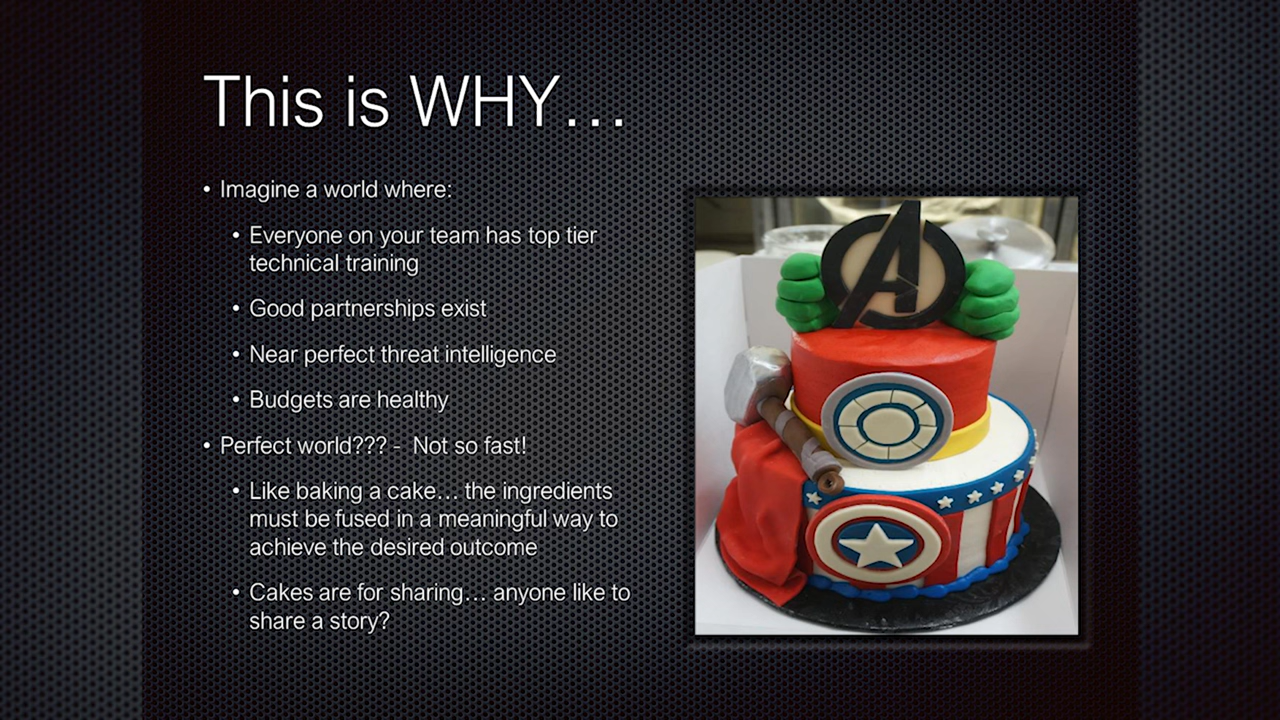 This is WHY...
• Imagine a world where:
• Everyone on your team has top tier
technical training
• Good partnerships exist
• Near perfect threat intelligence
• Budgets are healthy
• Perfect world??? - Not so fast!
• Like baking a cake... the ingredients
must be fused in a meaningful way to
achieve the desired outcome
• Cakes are for sharing... anyone like to
share a story?
A